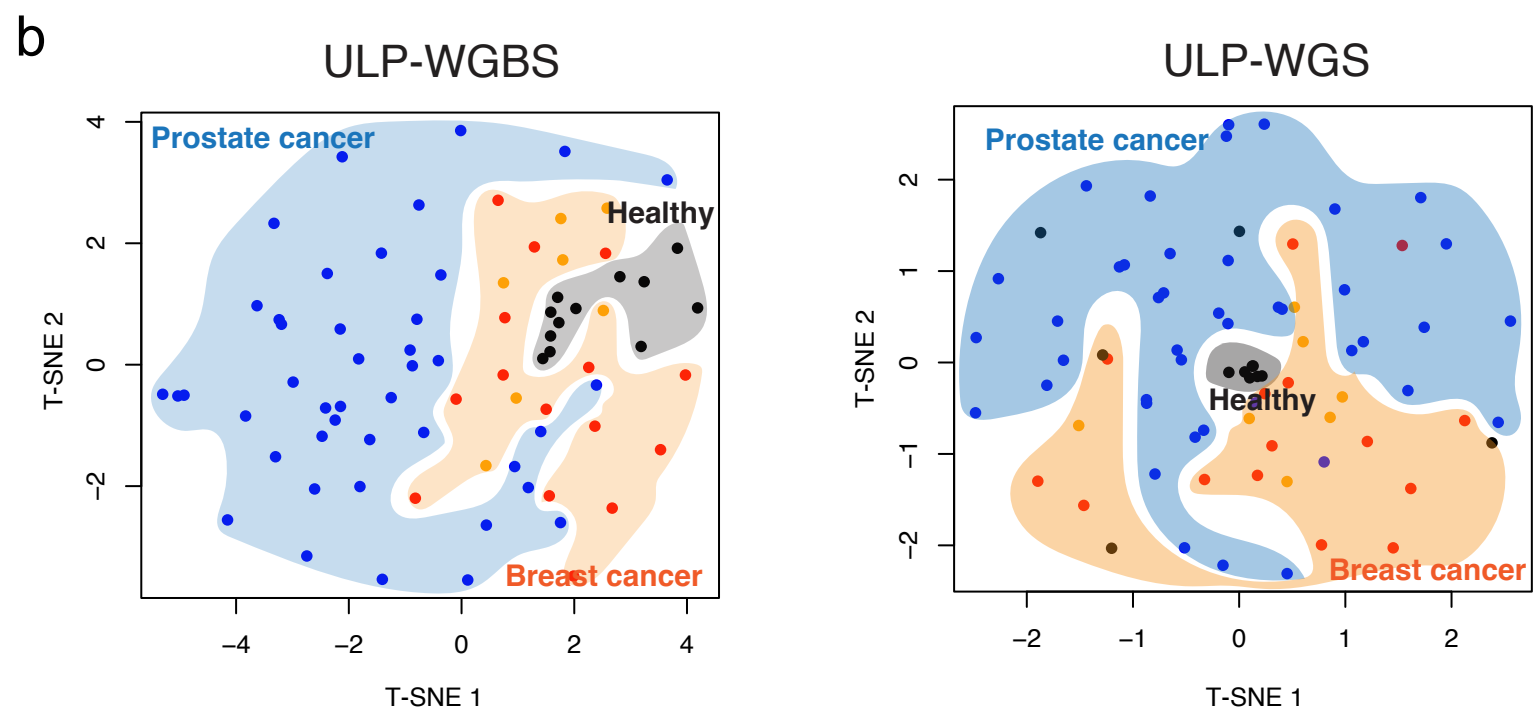 b
ULP-WGBS
ULP-WGS
Prostate cancer
Healthy
Breast cancer
T-SNE 2
4
2
0
−2
−4
−2
0
2
4
T-SNE 1
Prostate cancer
Healthy
Breast cancer
T-SNE 2
2
1
0
−1
−2
−2
−1
0
1
2
T-SNE 1